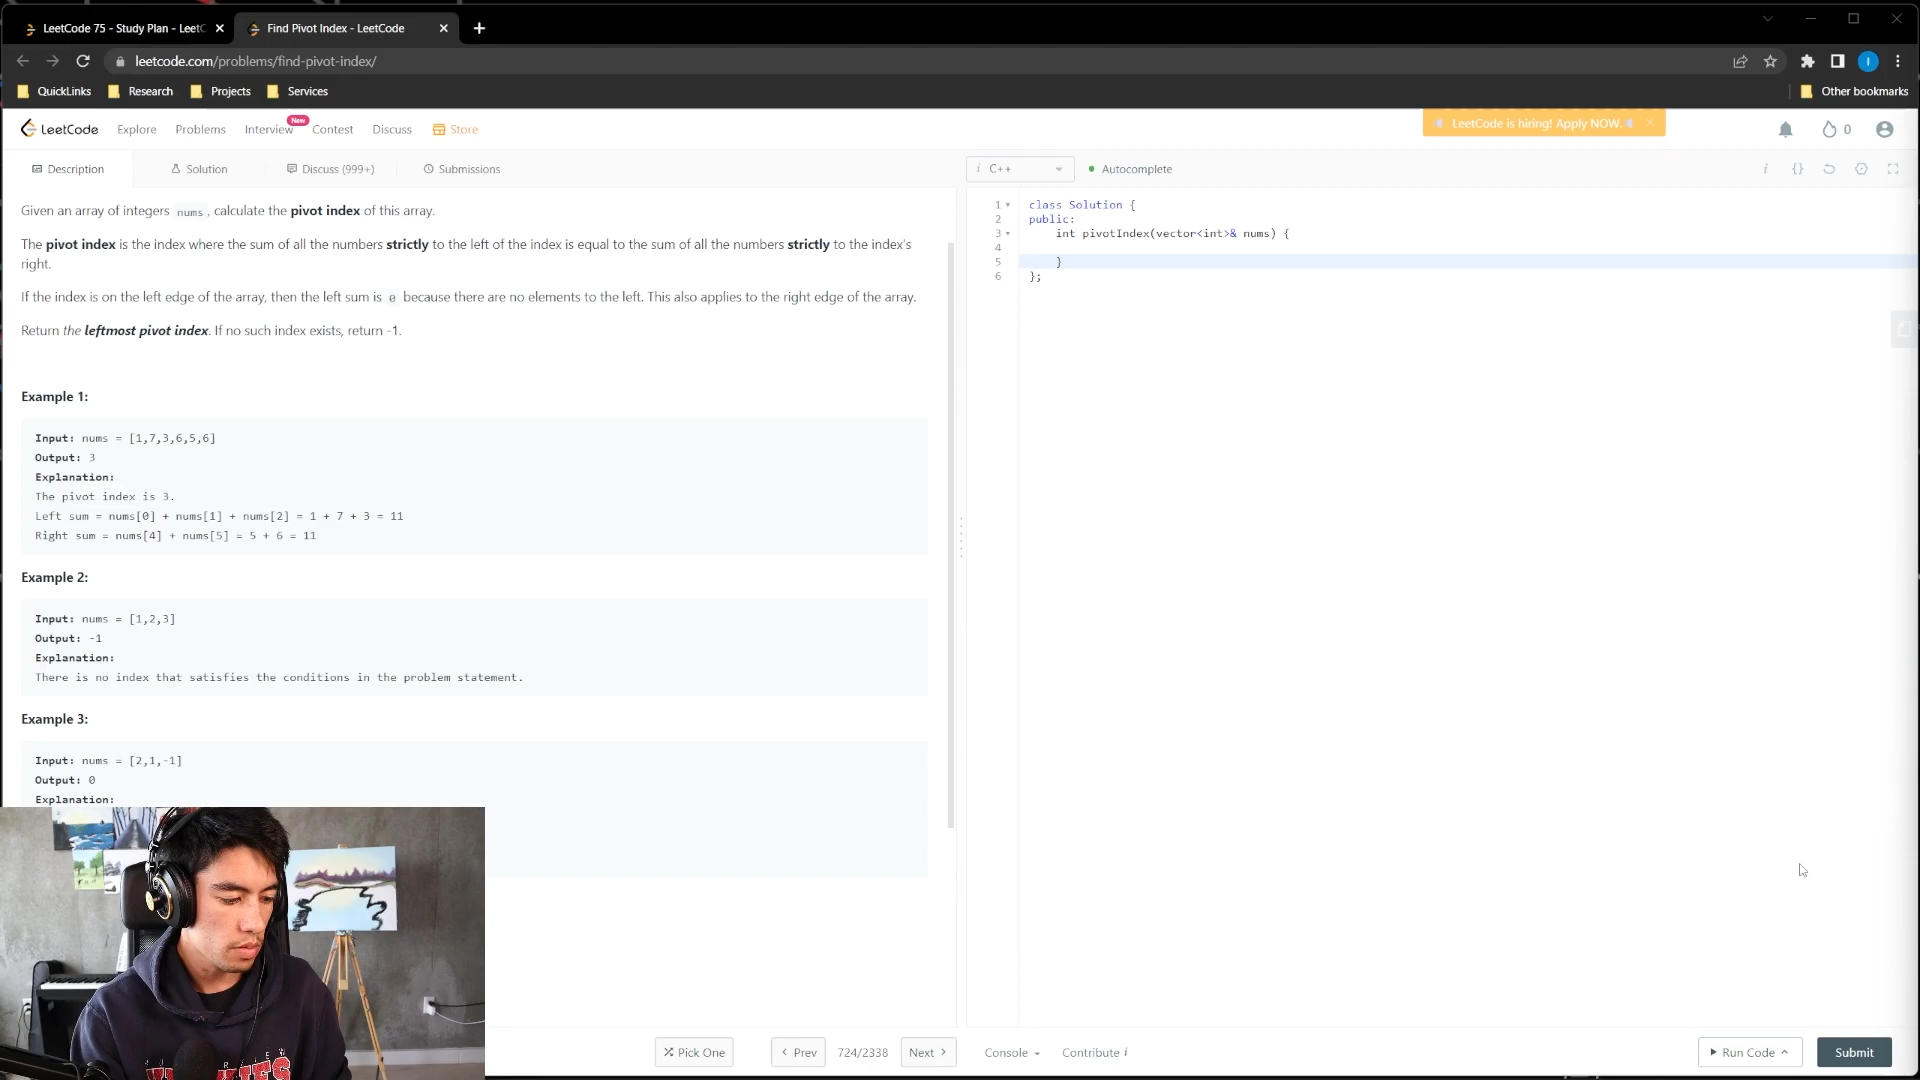 LeetCode 75 - Study Plan - LeetC
Find Pivot Index - LeetCode
leetcode.com/problems/find-pivot-index/
QuickLinks
Research
Projects
Services
Other bookmarks
LeetCode
Explore
Problems
Interview
New
Contest
Discuss
Store
LeetCode is hiring! Apply NOW.
0
Description
Solution
Discuss (999+)
Submissions
i C++
Autocomplete
Given an array of integers nums, calculate the pivot index of this array.
The pivot index is the index where the sum of all the numbers strictly to the left of the index is equal to the sum of all the numbers strictly to the index's
right.
If the index is on the left edge of the array, then the left sum is 0 because there are no elements to the left. This also applies to the right edge of the array.
Return the leftmost pivot index. If no such index exists, return -1.
Example 1:
Input: nums = [1,7,3,6,5,6]
Output: 3
Explanation:
The pivot index is 3.
Left sum = nums[0] + nums[1] + nums[2] = 1 + 7 + 3 = 11
Right sum = nums[4] + nums[5] = 5 + 6 = 11
Example 2:
Input: nums = [1,2,3]
Output: -1
Explanation:
There is no index that satisfies the conditions in the problem statement.
Example 3:
Input: nums = [2,1,-1]
Output: 0
Explanation:
1 class Solution {
2 public:
3 int pivotIndex(vector<int>& nums) {
4
5 }
6 };
Pick One
Prev
724/2338
Next
Console
Contribute i
Run Code
Submit